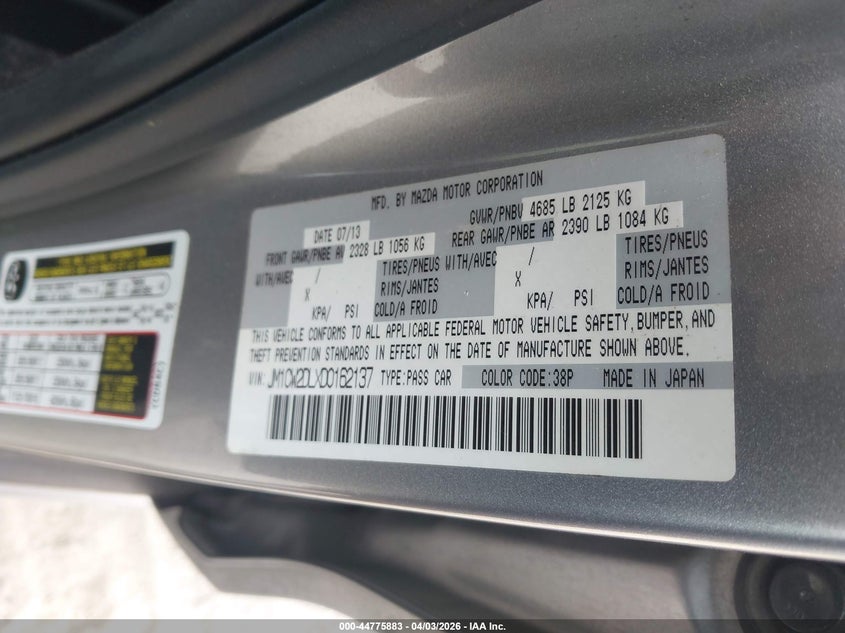 MFD. BY MAZDA MOTOR CORPORATION
DATE 07/13 GVWR/PNBV 4685 LB 2125 KG
FRONT GAWR/PNBE AV 2328 LB 1056 KG REAR GAWR/PNBE AR 2390 LB 1084 KG
WITH/AVEC / TIRES/PNEUS WITH/AVEC / TIRES/PNEUS
X RIMS/JANTES X RIMS/JANTES
KPA/ PSI COLD/A FROID KPA/ PSI COLD/A FROID
THIS VEHICLE CONFORMS TO ALL APPLICABLE FEDERAL MOTOR VEHICLE SAFETY, BUMPER, AND
THEFT PREVENTION STANDARDS IN EFFECT ON THE DATE OF MANUFACTURE SHOWN ABOVE.
VIN: JM1CW2DLXD0162137 TYPE:PASS CAR COLOR CODE:38P MADE IN JAPAN
000-44775883 - 04/03/2026 - IAA Inc.